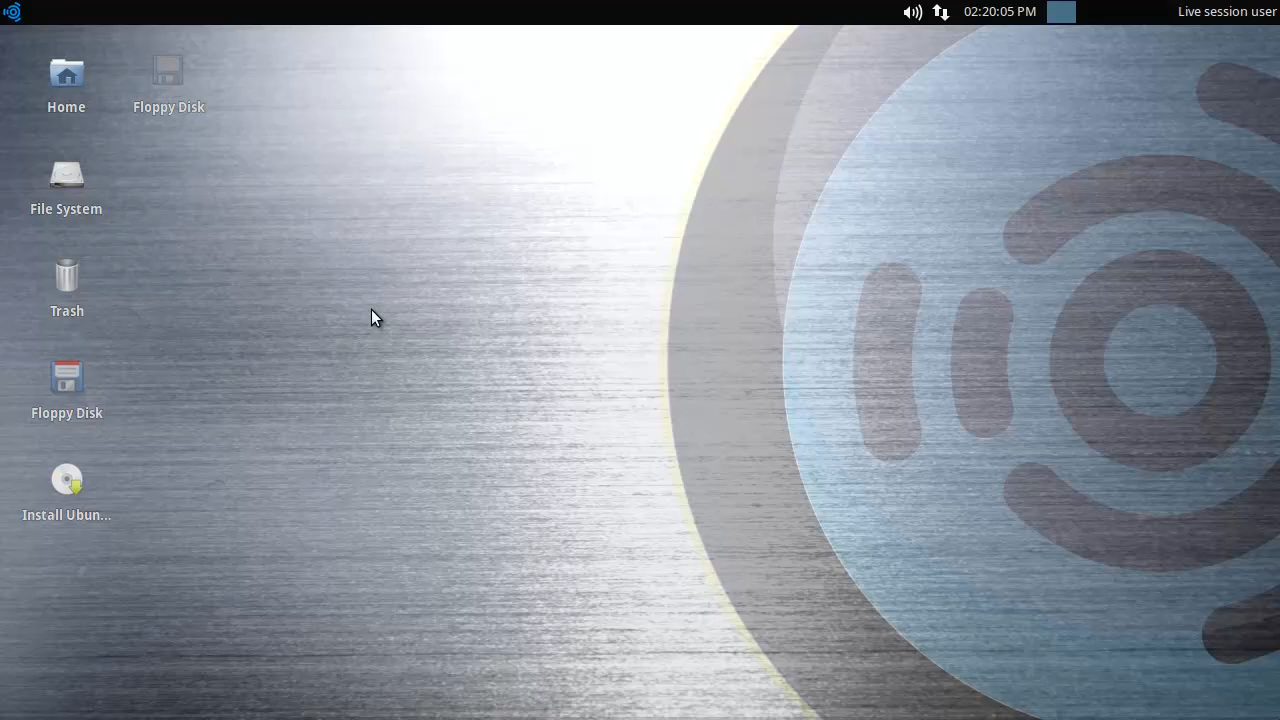 02:20:05 PM
Live session user
Home
Floppy Disk
File System
Trash
Floppy Disk
Install Ubun...